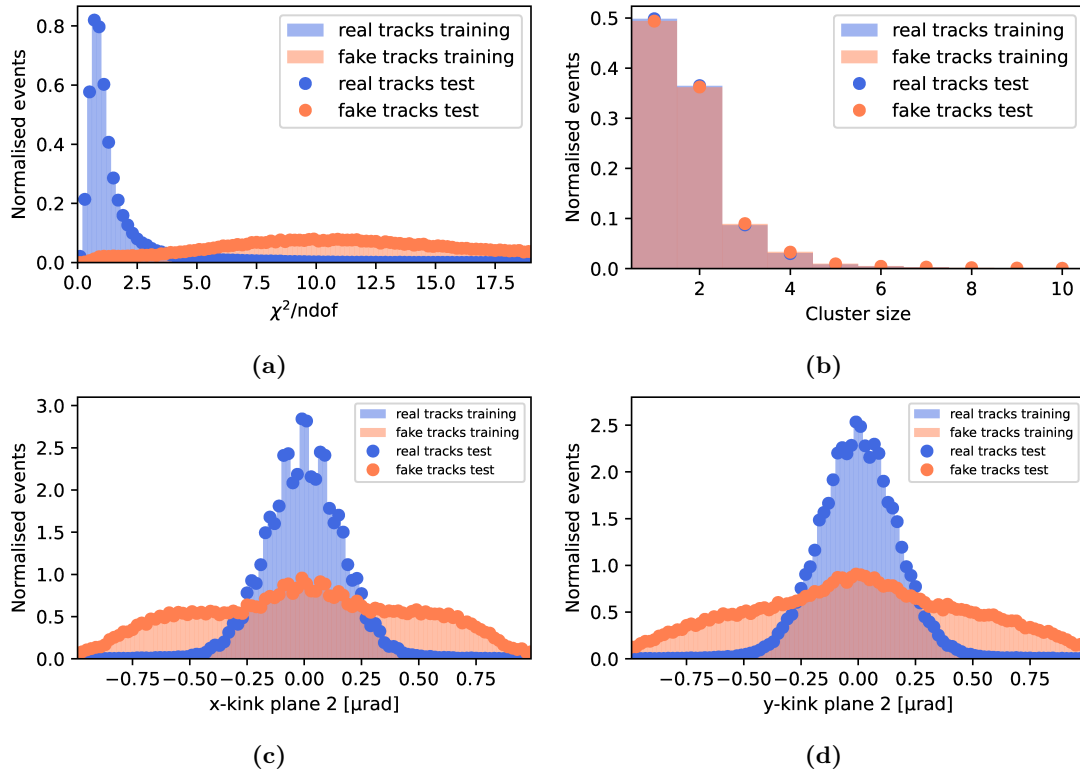 real tracks training
fake tracks training
real tracks test
fake tracks test
Normalised events
0.8
0.6
0.4
0.2
0.0
0.0 2.5 5.0 7.5 10.0 12.5 15.0 17.5
χ²/ndof
(a)
real tracks training
fake tracks training
real tracks test
fake tracks test
Normalised events
0.5
0.4
0.3
0.2
0.1
0.0
2 4 6 8 10
Cluster size
(b)
real tracks training
fake tracks training
real tracks test
fake tracks test
Normalised events
3.0
2.5
2.0
1.5
1.0
0.5
0.0
−0.75 −0.50 −0.25 0.00 0.25 0.50 0.75
x-kink plane 2 [μrad]
(c)
real tracks training
fake tracks training
real tracks test
fake tracks test
Normalised events
2.5
2.0
1.5
1.0
0.5
0.0
−0.75 −0.50 −0.25 0.00 0.25 0.50 0.75
y-kink plane 2 [μrad]
(d)